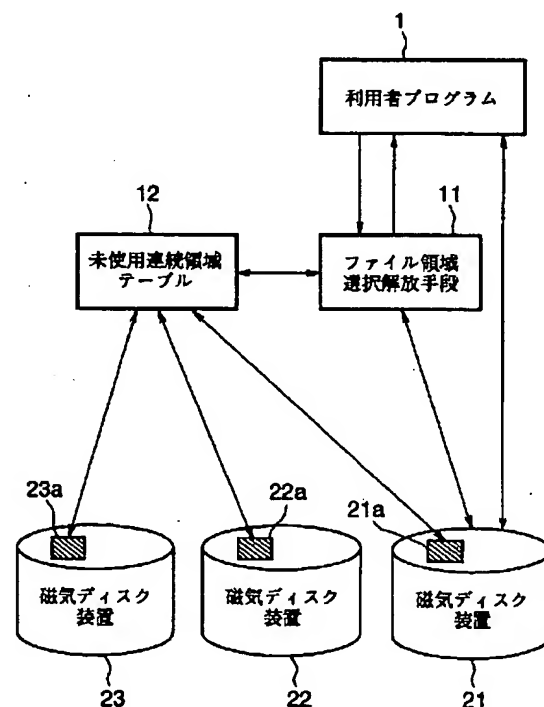 1
利用者プログラム
12
11
未使用連続領域
テーブル
ファイル領域
選択解放手段
23a
22a
21a
磁気ディスク
装置
磁気ディスク
装置
磁気ディスク
装置
23
22
21